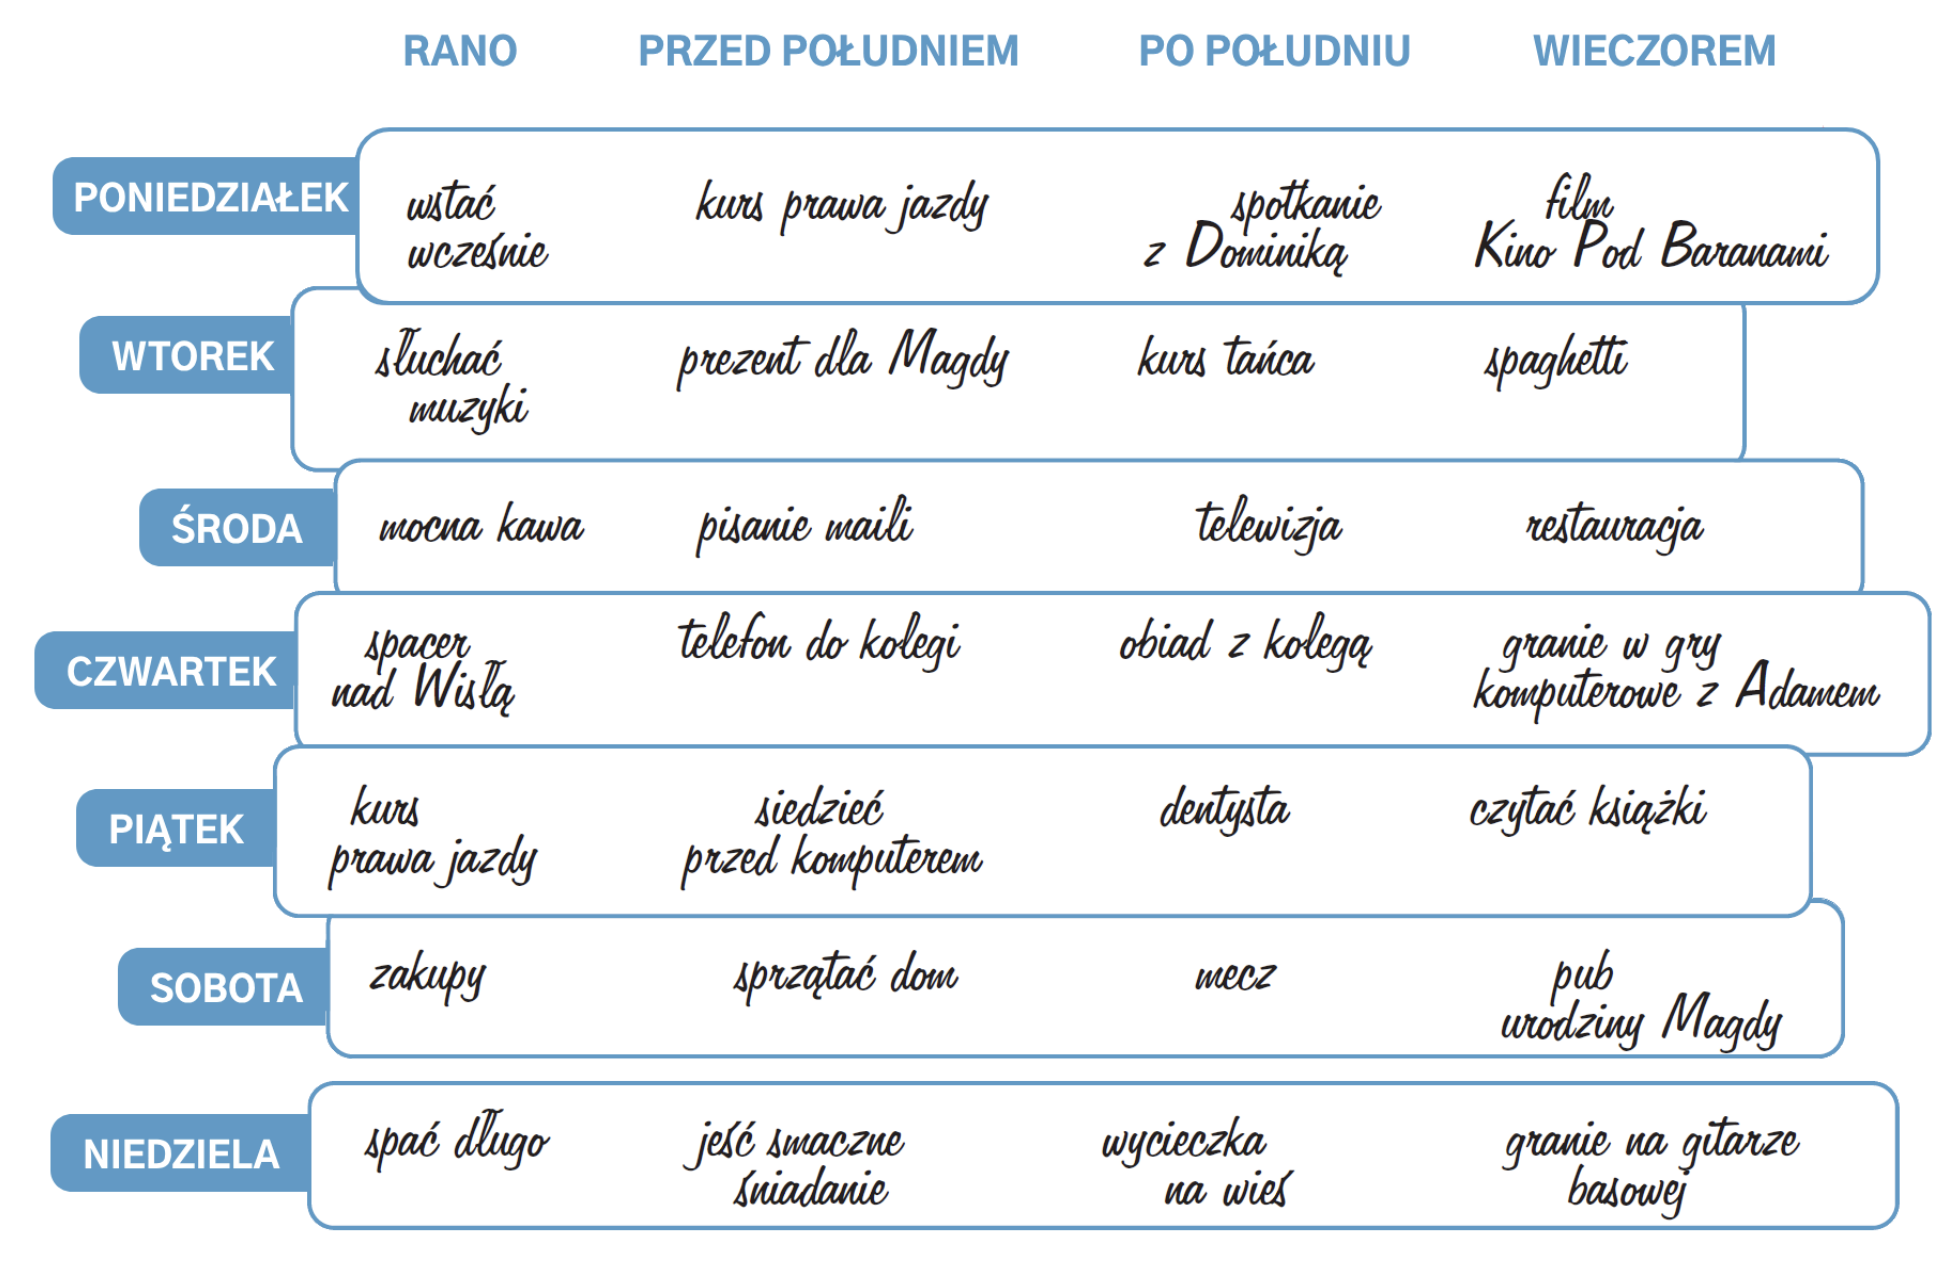 RANO PRZED POŁUDNIEM PO POŁUDNIU WIECZOREM
PONIEDZIAŁEK
wstać
wcześnie
kurs prawa jazdy
spotkanie
z Dominiką
film
Kino Pod Baranami
WTOREK
słuchać
muzyki
prezent dla Magdy
kurs tańca
spaghetti
ŚRODA
mocna kawa
pisanie maili
telewizja
restauracja
CZWARTEK
spacer
nad Wisłą
telefon do kolegi
obiad z kolegą
granie w gry
komputerowe z Adamem
PIĄTEK
kurs
prawa jazdy
siedzieć
przed komputerem
dentysta
czytać książki
SOBOTA
zakupy
sprzątać dom
mecz
pub
urodziny Magdy
NIEDZIELA
spać długo
jeść smaczne
śniadanie
wycieczka
na wieś
granie na gitarze
basowej